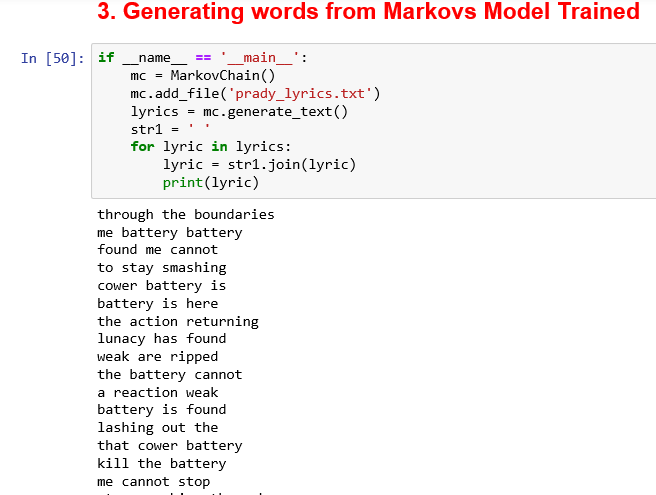 3. Generating words from Markovs Model Trained
In [50]: if __name__ == '__main__':
    mc = MarkovChain()
    mc.add_file('prady_lyrics.txt')
    lyrics = mc.generate_text()
    str1 = ' '
    for lyric in lyrics:
        lyric = str1.join(lyric)
        print(lyric)
through the boundaries
me battery battery
found me cannot
to stay smashing
cower battery is
battery is here
the action returning
lunacy has found
weak are ripped
the battery cannot
a reaction weak
battery is found
lashing out the
that cower battery
kill the battery
me cannot stop